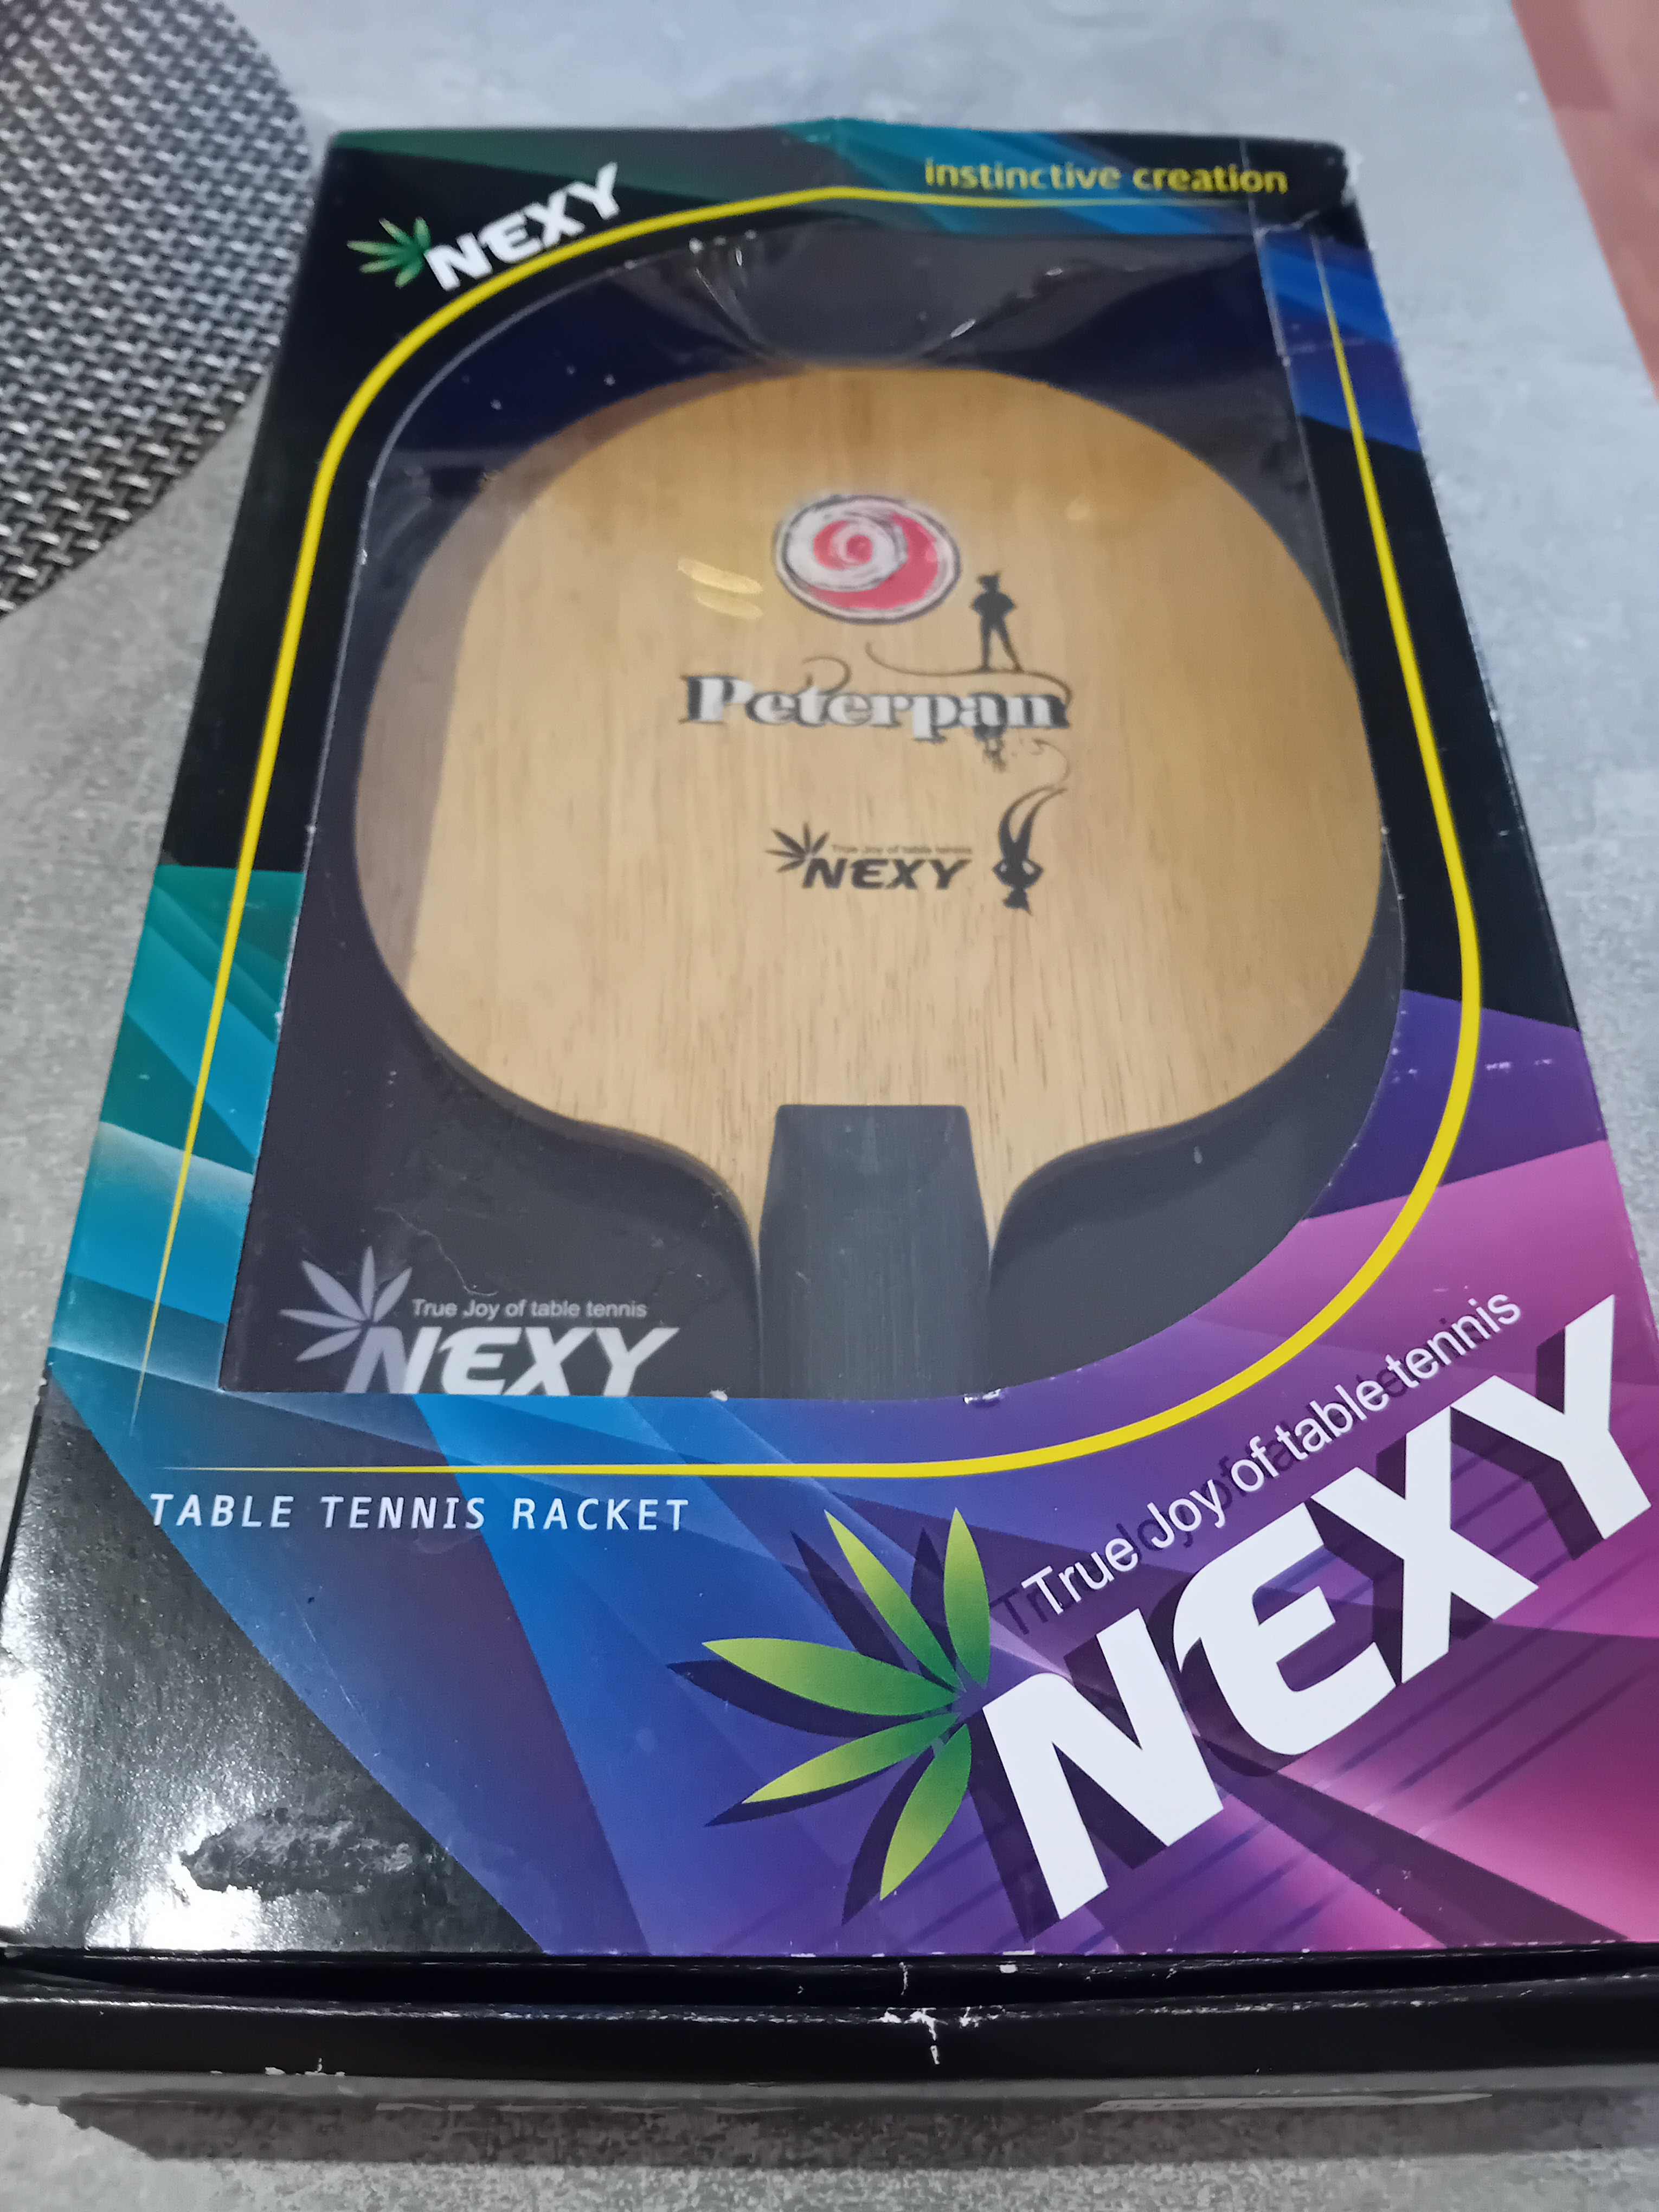 NEXY
instinctive creation
Peterpan
True Joy of table tennis
NEXY
True Joy of table tennis
NEXY
TABLE TENNIS RACKET
True Joy of table tennis
NEXY